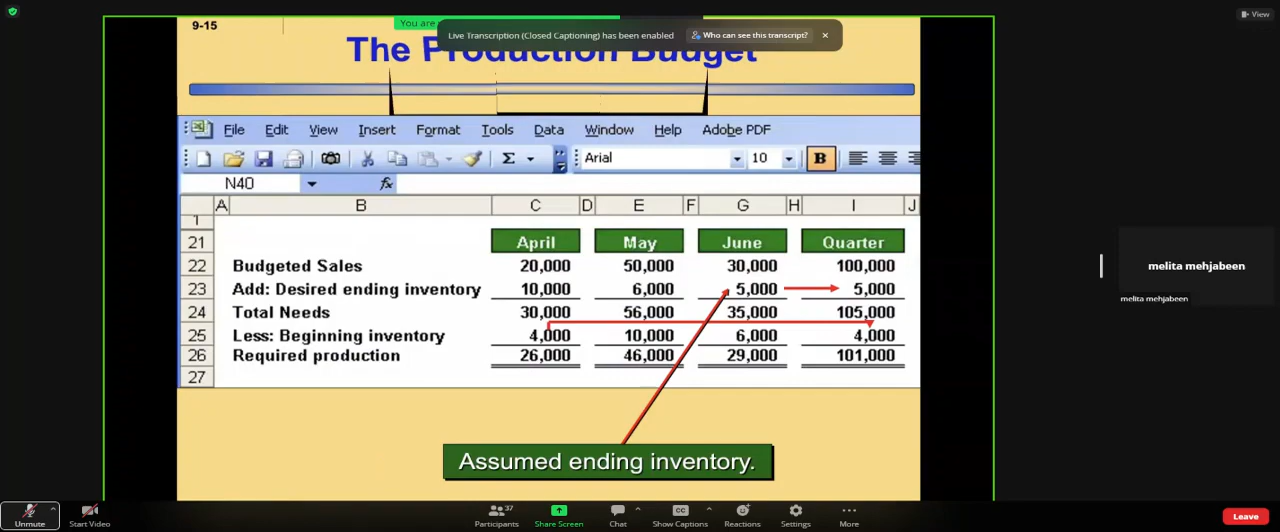 9-15
You are
Live Transcription (Closed Captioning) has been enabled Who can see this transcript?
View
The Production Budget
File Edit View Insert Format Tools Data Window Help Adobe PDF
Σ Arial 10 B
N40 fx
A B C D E F G H I J
1
21 April May June Quarter
22 Budgeted Sales 20,000 50,000 30,000 100,000
23 Add: Desired ending inventory 10,000 6,000 5,000 5,000
24 Total Needs 30,000 56,000 35,000 105,000
25 Less: Beginning inventory 4,000 10,000 6,000 4,000
26 Required production 26,000 46,000 29,000 101,000
27
Assumed ending inventory.
melita mehjabeen
melita mehjabeen
Unmute Start Video Participants 37 Share Screen Chat CC Show Captions Reactions Settings More Leave